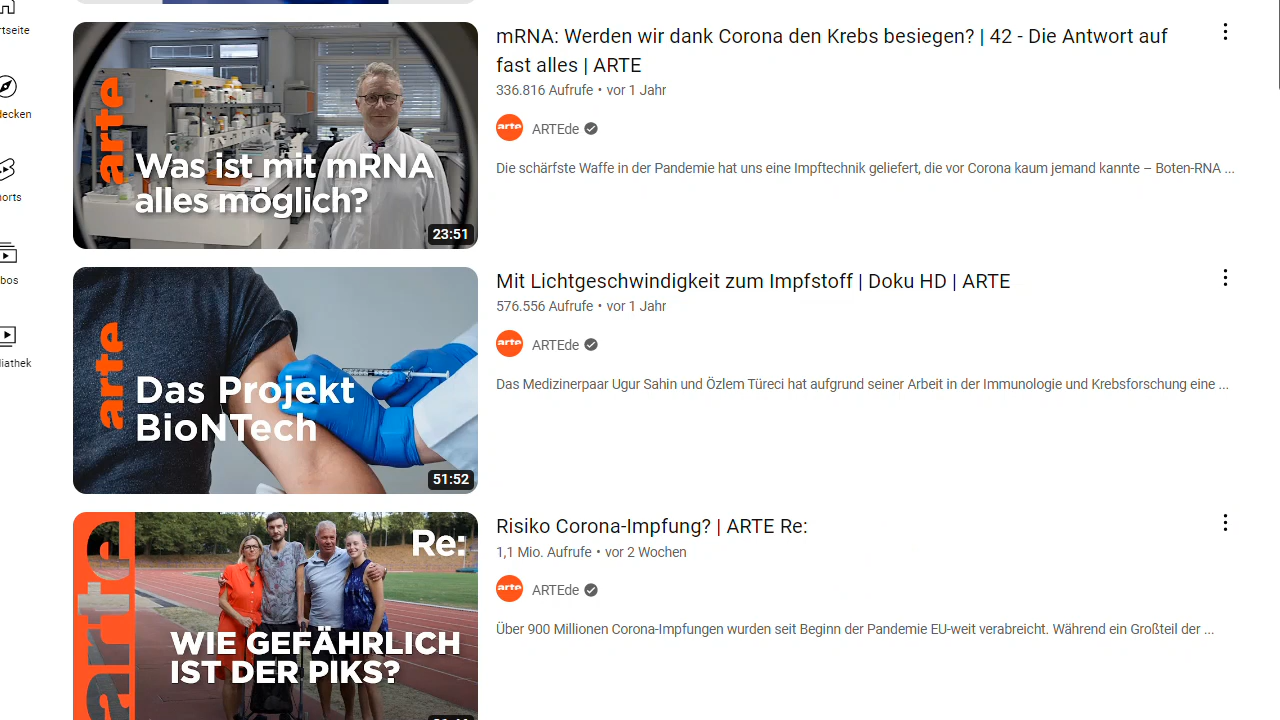 rtseite
decken
orts
bos
diathek
arte
Was ist mit mRNA
alles möglich?
23:51
mRNA: Werden wir dank Corona den Krebs besiegen? | 42 - Die Antwort auf
fast alles | ARTE
336.816 Aufrufe • vor 1 Jahr
arte ARTEde
Die schärfste Waffe in der Pandemie hat uns eine Impftechnik geliefert, die vor Corona kaum jemand kannte – Boten-RNA ...
arte
Das Projekt
BioNTech
51:52
Mit Lichtgeschwindigkeit zum Impfstoff | Doku HD | ARTE
576.556 Aufrufe • vor 1 Jahr
arte ARTEde
Das Medizinerpaar Ugur Sahin und Özlem Türeci hat aufgrund seiner Arbeit in der Immunologie und Krebsforschung eine ...
arte
Re:
WIE GEFÄHRLICH
IST DER PIKS?
Risiko Corona-Impfung? | ARTE Re:
1,1 Mio. Aufrufe • vor 2 Wochen
arte ARTEde
Über 900 Millionen Corona-Impfungen wurden seit Beginn der Pandemie EU-weit verabreicht. Während ein Großteil der ...